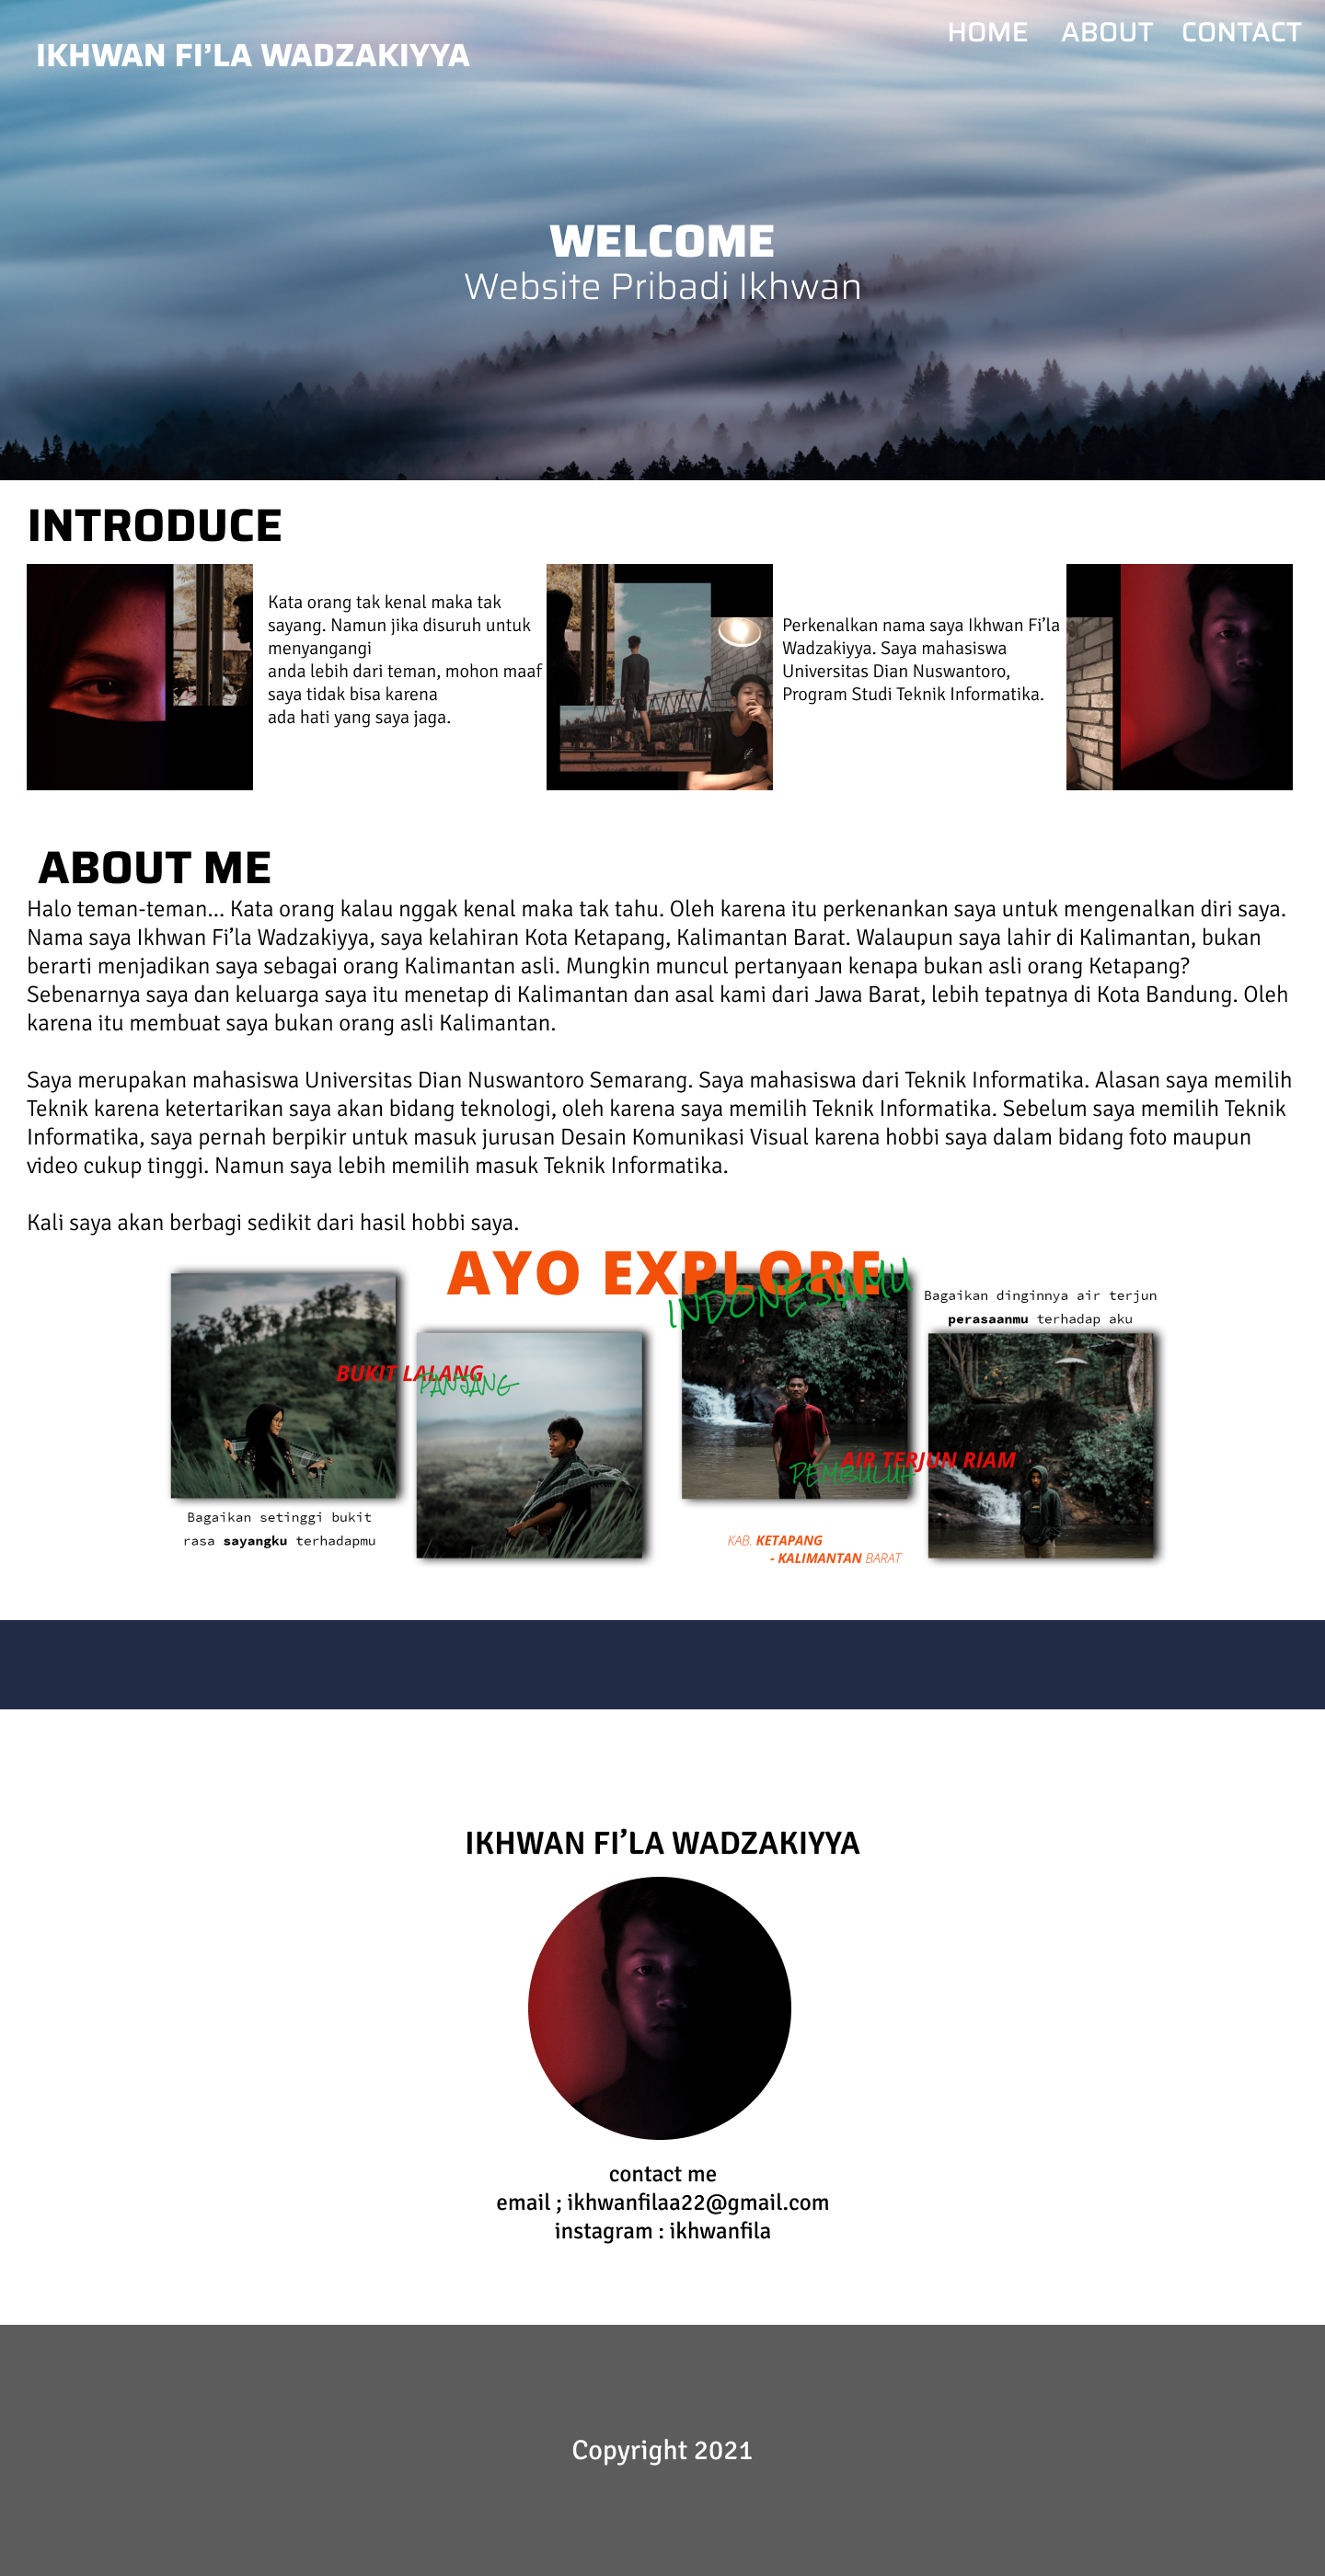 IKHWAN FI’LA WADZAKIYYA
HOME ABOUT CONTACT
WELCOME
Website Pribadi Ikhwan
INTRODUCE
Kata orang tak kenal maka tak
sayang. Namun jika disuruh untuk
menyangangi
anda lebih dari teman, mohon maaf
saya tidak bisa karena
ada hati yang saya jaga.
Perkenalkan nama saya Ikhwan Fi’la
Wadzakiyya. Saya mahasiswa
Universitas Dian Nuswantoro,
Program Studi Teknik Informatika.
ABOUT ME
Halo teman-teman... Kata orang kalau nggak kenal maka tak tahu. Oleh karena itu perkenankan saya untuk mengenalkan diri saya.
Nama saya Ikhwan Fi’la Wadzakiyya, saya kelahiran Kota Ketapang, Kalimantan Barat. Walaupun saya lahir di Kalimantan, bukan
berarti menjadikan saya sebagai orang Kalimantan asli. Mungkin muncul pertanyaan kenapa bukan asli orang Ketapang?
Sebenarnya saya dan keluarga saya itu menetap di Kalimantan dan asal kami dari Jawa Barat, lebih tepatnya di Kota Bandung. Oleh
karena itu membuat saya bukan orang asli Kalimantan.
Saya merupakan mahasiswa Universitas Dian Nuswantoro Semarang. Saya mahasiswa dari Teknik Informatika. Alasan saya memilih
Teknik karena ketertarikan saya akan bidang teknologi, oleh karena saya memilih Teknik Informatika. Sebelum saya memilih Teknik
Informatika, saya pernah berpikir untuk masuk jurusan Desain Komunikasi Visual karena hobbi saya dalam bidang foto maupun
video cukup tinggi. Namun saya lebih memilih masuk Teknik Informatika.
Kali saya akan berbagi sedikit dari hasil hobbi saya.
AYO EXPLORE
INDONESIAMU
BUKIT LALANG
PANJANG
Bagaikan setinggi bukit
rasa sayangku terhadapmu
Bagaikan dinginnya air terjun
perasaanmu terhadap aku
AIR TERJUN RIAM
PEMBULUH
KAB. KETAPANG
- KALIMANTAN BARAT
IKHWAN FI’LA WADZAKIYYA
contact me
email ; ikhwanfilaa22@gmail.com
instagram : ikhwanfila
Copyright 2021